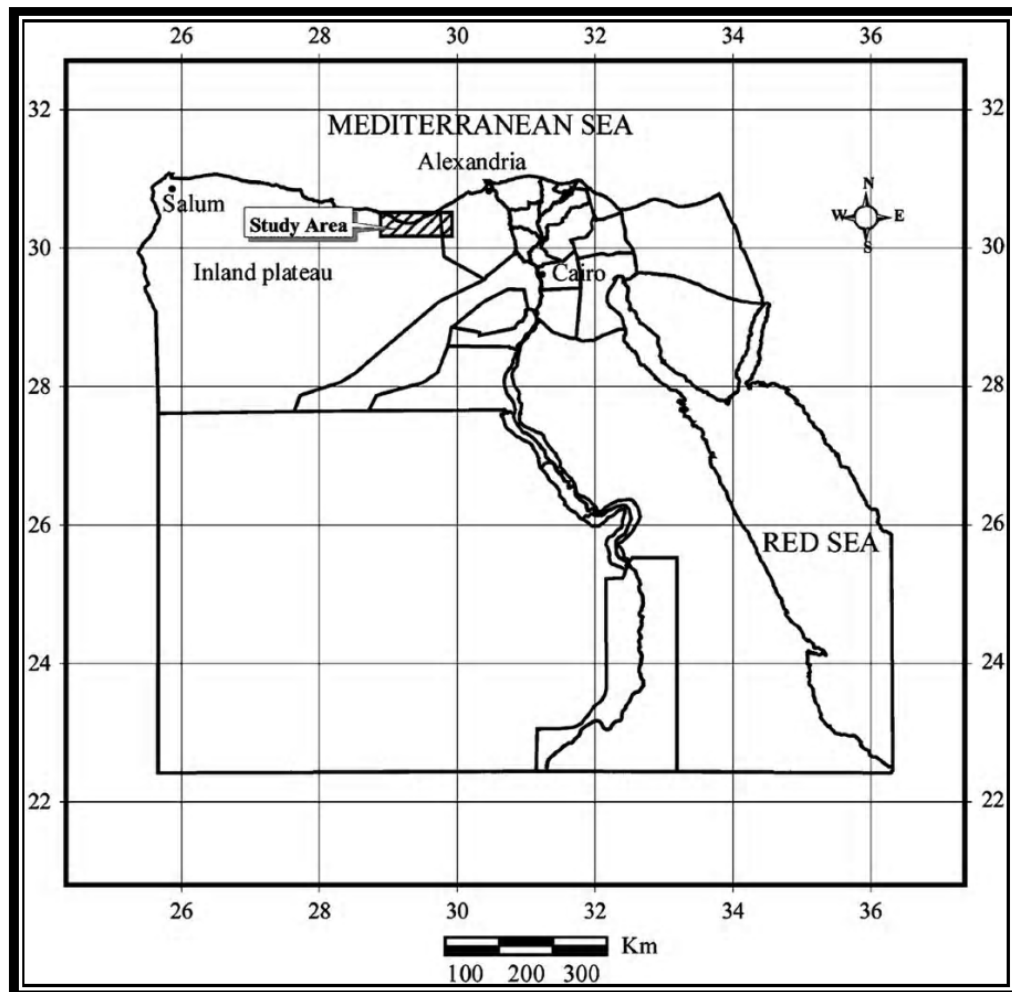 26 28 30 32 34 36
32 32
MEDITERRANEAN SEA
Alexandria
N
Salum
W E
Study Area
S
30 30
Inland plateau
Cairo
28 28
26 26
RED SEA
24 24
22 22
26 28 30 32 34 36
Km
100 200 300